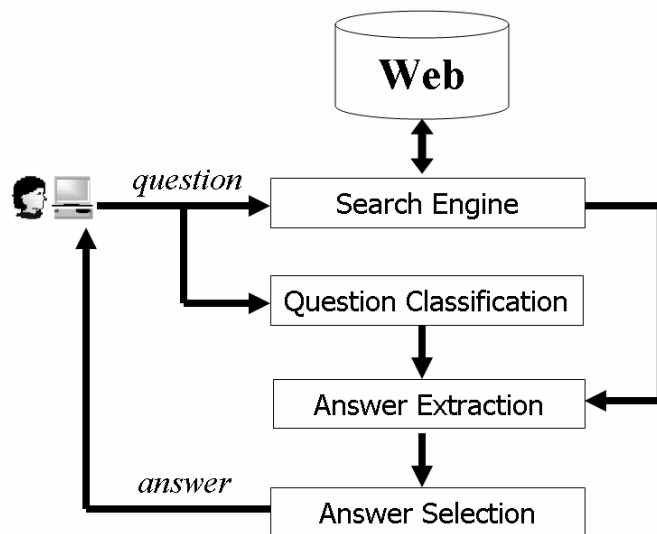 Web
question
Search Engine
Question Classification
Answer Extraction
answer
Answer Selection